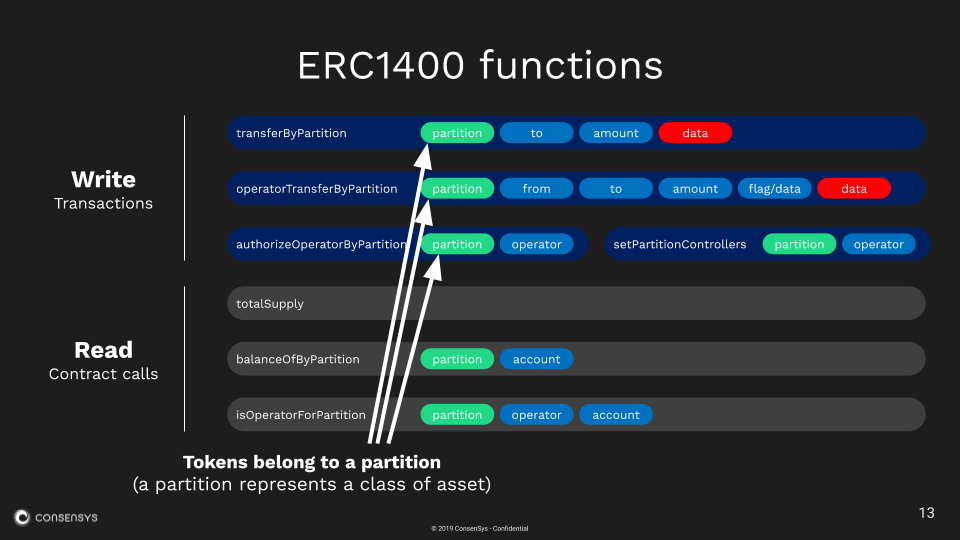 ERC1400 functions
Write
Transactions
transferByPartition partition to amount data
operatorTransferByPartition partition from to amount flag/data data
authorizeOperatorByPartition partition operator setPartitionControllers partition operator
Read
Contract calls
totalSupply
balanceOfByPartition partition account
isOperatorForPartition partition operator account
Tokens belong to a partition
(a partition represents a class of asset)
CONSENSYS
© 2019 ConsenSys - Confidential
13